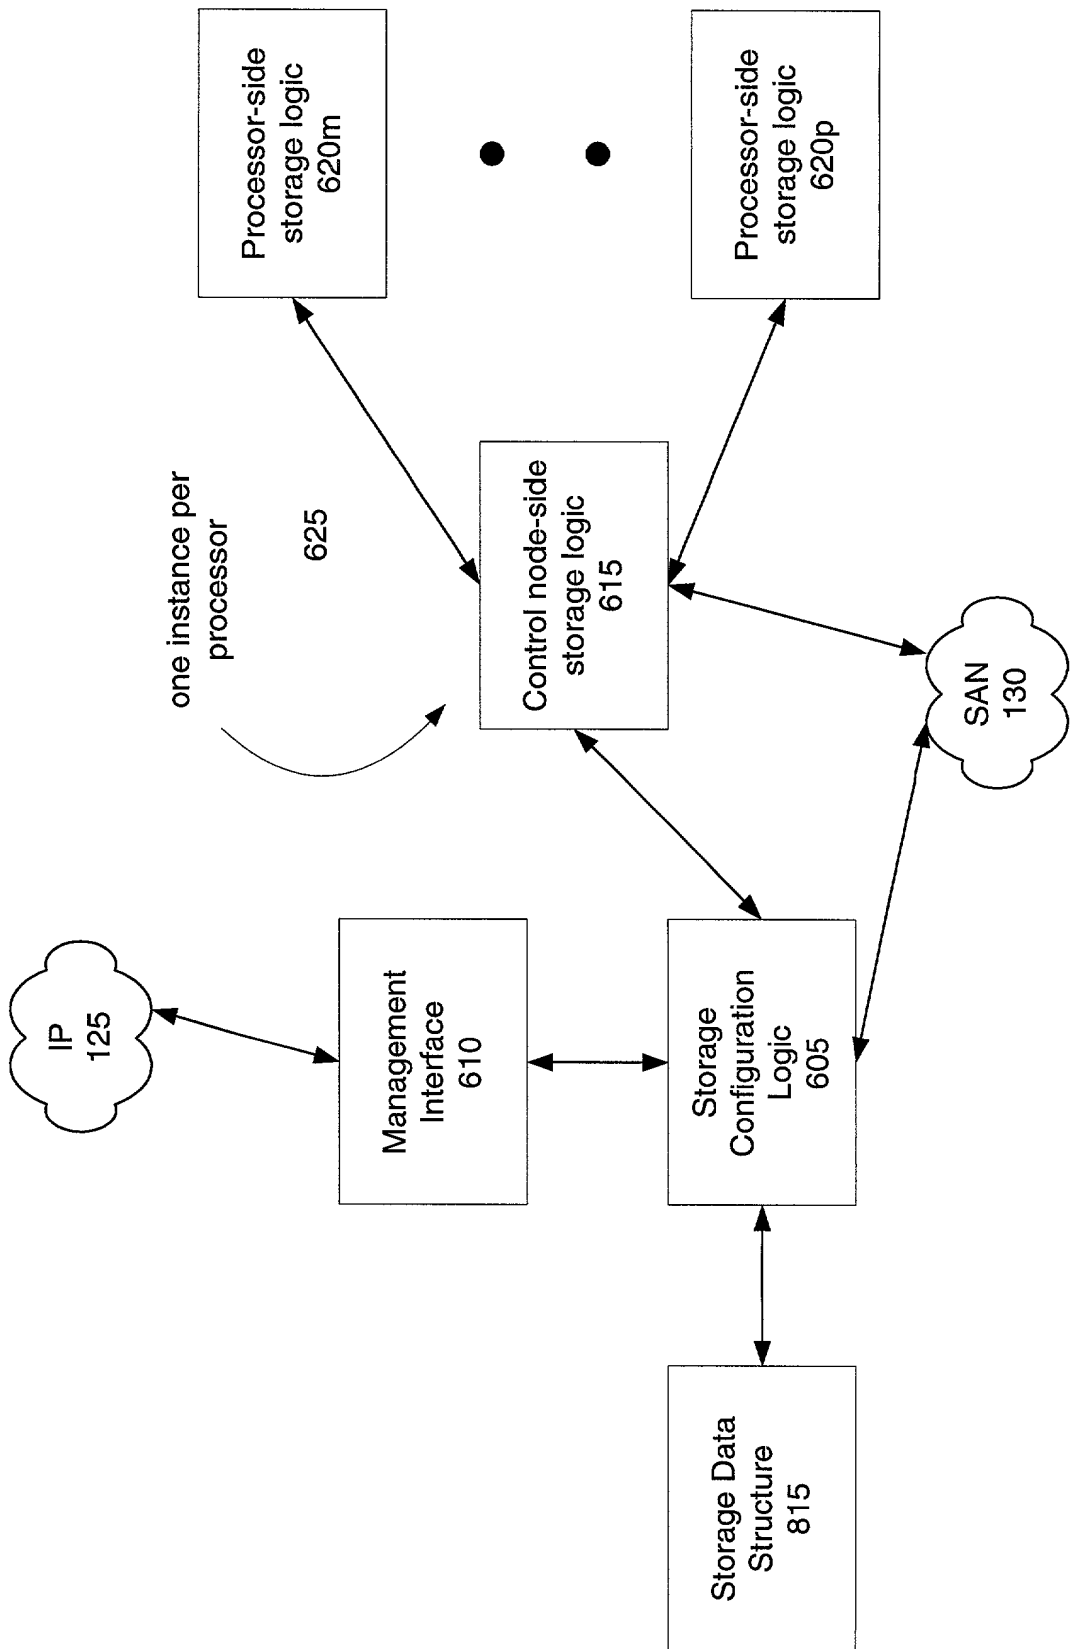 IP
125
Management
Interface
610
Storage Data
Structure
815
Storage
Configuration
Logic
605
one instance per
processor
625
Control node-side
storage logic
615
SAN
130
Processor-side
storage logic
620m
Processor-side
storage logic
620p